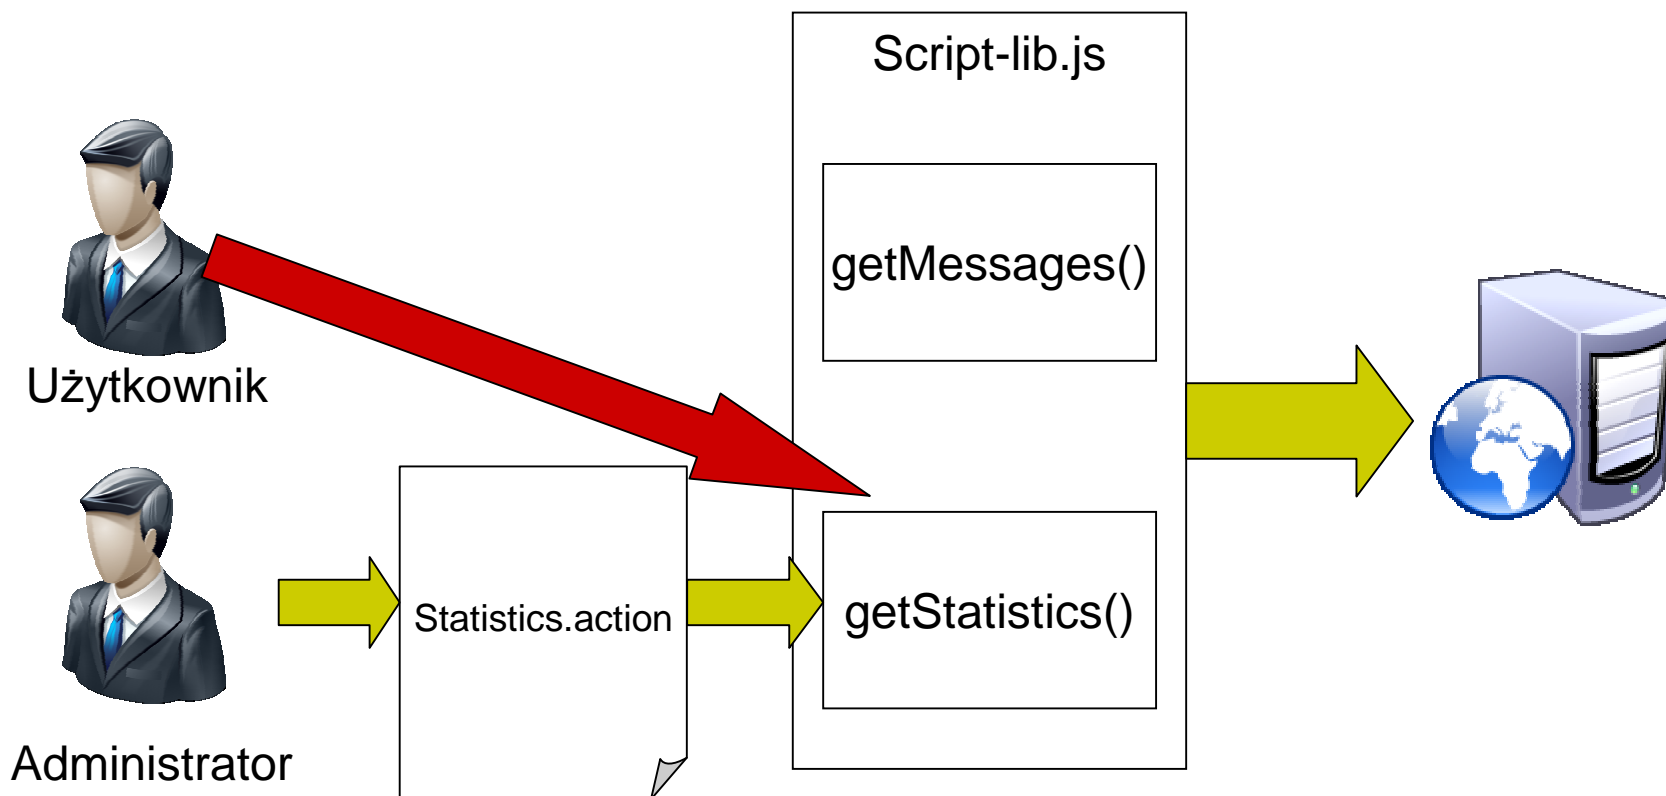 Script-lib.js
getMessages()
Użytkownik
Statistics.action
getStatistics()
Administrator